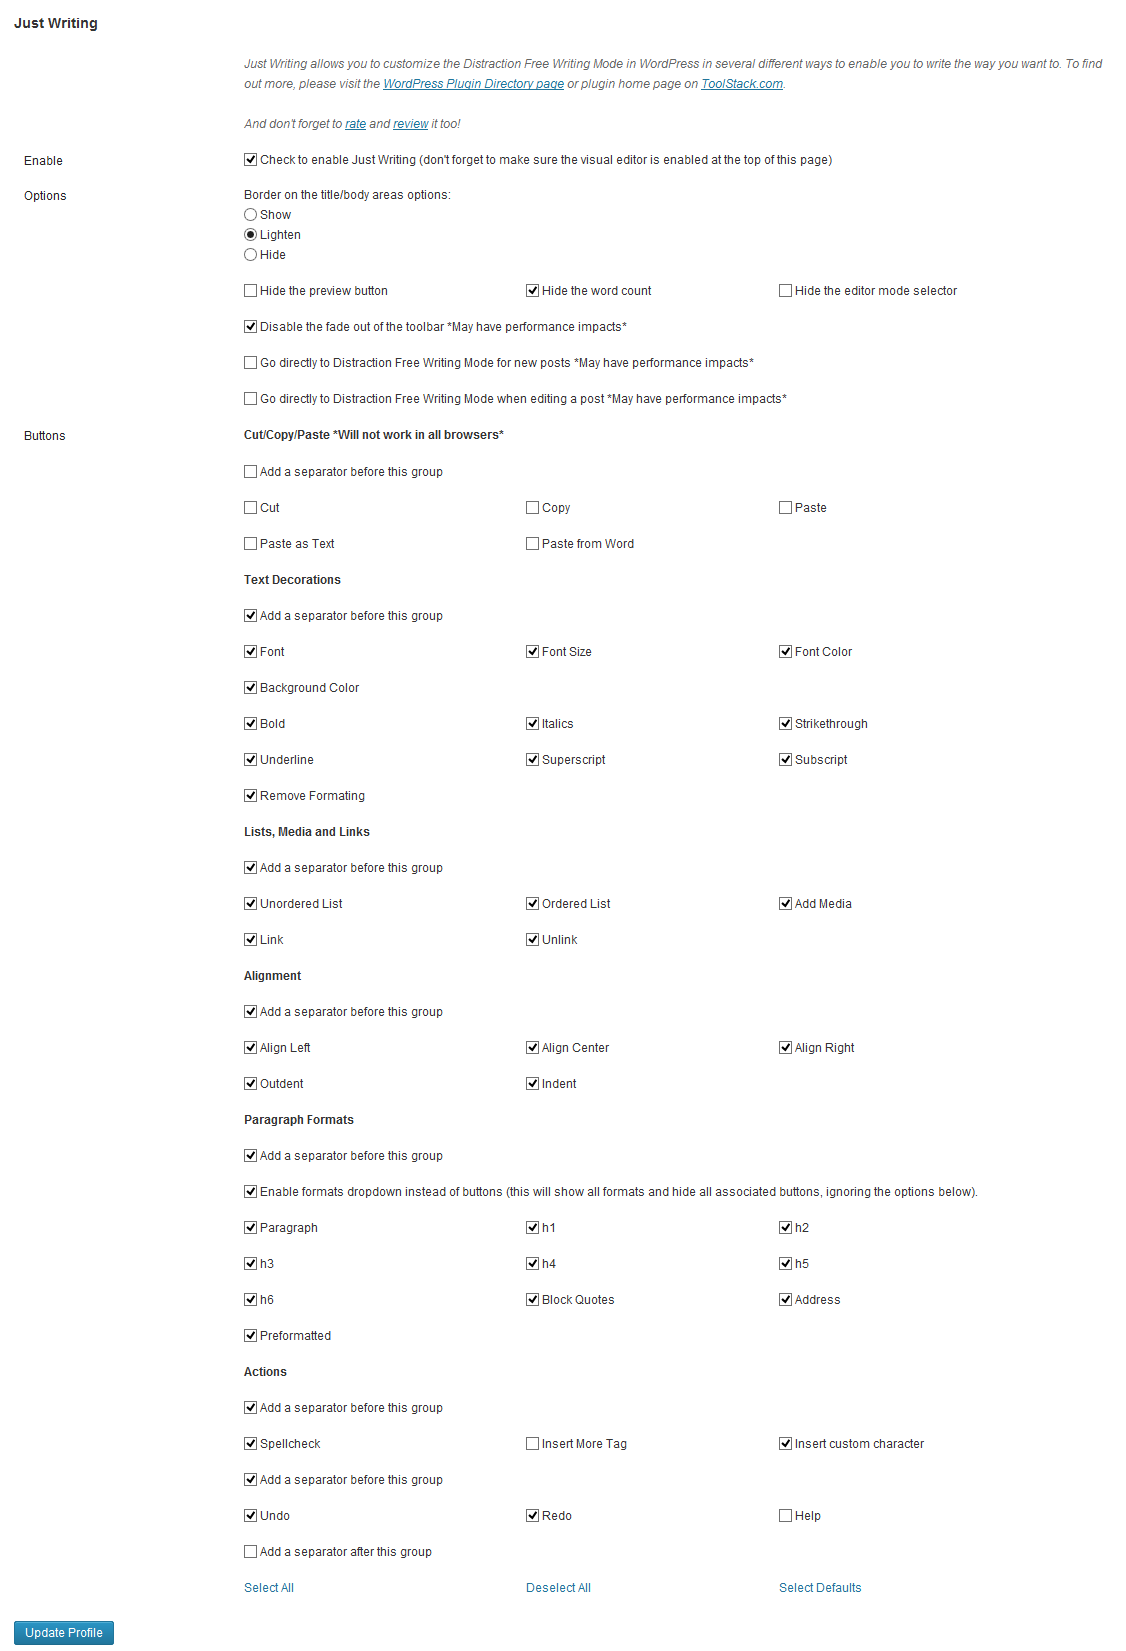 Just Writing
Just Writing allows you to customize the Distraction Free Writing Mode in WordPress in several different ways to enable you to write the way you want to. To find
out more, please visit the WordPress Plugin Directory page or plugin home page on ToolStack.com.
And don't forget to rate and review it too!
Enable Check to enable Just Writing (don't forget to make sure the visual editor is enabled at the top of this page)
Options Border on the title/body areas options:
Show
Lighten
Hide
Hide the preview button Hide the word count Hide the editor mode selector
Disable the fade out of the toolbar *May have performance impacts*
Go directly to Distraction Free Writing Mode for new posts *May have performance impacts*
Go directly to Distraction Free Writing Mode when editing a post *May have performance impacts*
Buttons Cut/Copy/Paste *Will not work in all browsers*
Add a separator before this group
Cut Copy Paste
Paste as Text Paste from Word
Text Decorations
Add a separator before this group
Font Font Size Font Color
Background Color
Bold Italics Strikethrough
Underline Superscript Subscript
Remove Formating
Lists, Media and Links
Add a separator before this group
Unordered List Ordered List Add Media
Link Unlink
Alignment
Add a separator before this group
Align Left Align Center Align Right
Outdent Indent
Paragraph Formats
Add a separator before this group
Enable formats dropdown instead of buttons (this will show all formats and hide all associated buttons, ignoring the options below).
Paragraph h1 h2
h3 h4 h5
h6 Block Quotes Address
Preformatted
Actions
Add a separator before this group
Spellcheck Insert More Tag Insert custom character
Add a separator before this group
Undo Redo Help
Add a separator after this group
Select All Deselect All Select Defaults
Update Profile